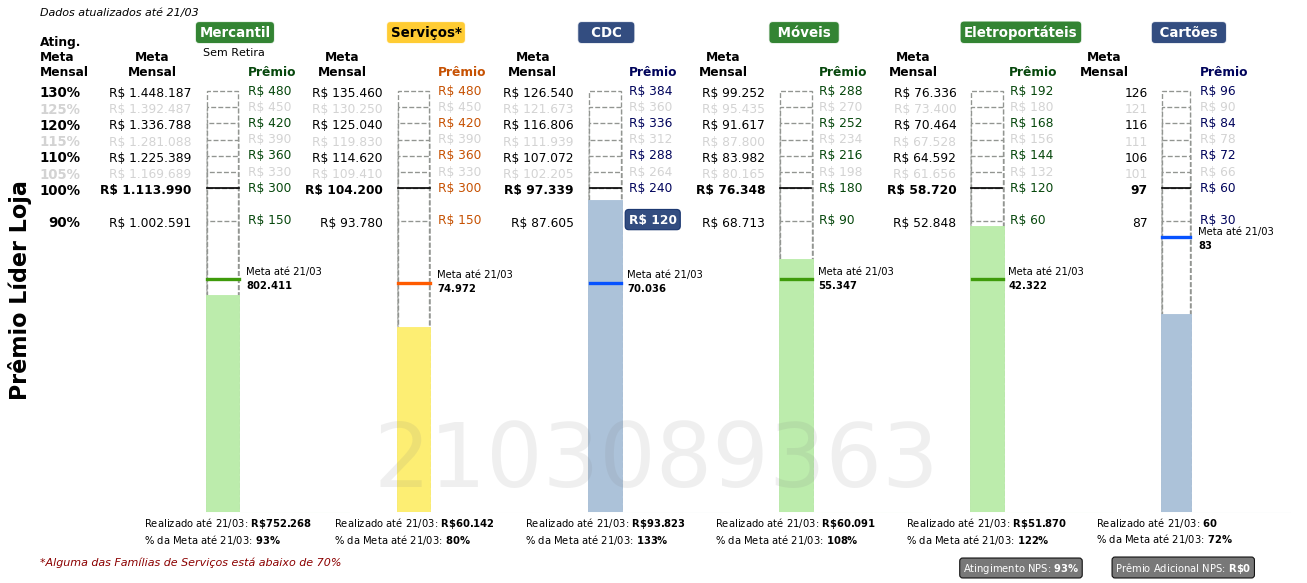 Dados atualizados até 21/03
Mercantil Serviços* CDC Móveis Eletroportáteis Cartões
Sem Retira
Ating. Meta Mensal
Meta Mensal Prêmio Meta Mensal Prêmio Meta Mensal Prêmio Meta Mensal Prêmio Meta Mensal Prêmio Meta Mensal Prêmio
130% R$ 1.448.187 R$ 480 R$ 135.460 R$ 480 R$ 126.540 R$ 384 R$ 99.252 R$ 288 R$ 76.336 R$ 192 126 R$ 96
125% R$ 1.392.487 R$ 450 R$ 130.250 R$ 450 R$ 121.673 R$ 360 R$ 95.435 R$ 270 R$ 73.400 R$ 180 121 R$ 90
120% R$ 1.336.788 R$ 420 R$ 125.040 R$ 420 R$ 116.806 R$ 336 R$ 91.617 R$ 252 R$ 70.464 R$ 168 116 R$ 84
115% R$ 1.281.088 R$ 390 R$ 119.830 R$ 390 R$ 111.939 R$ 312 R$ 87.800 R$ 234 R$ 67.528 R$ 156 111 R$ 78
110% R$ 1.225.389 R$ 360 R$ 114.620 R$ 360 R$ 107.072 R$ 288 R$ 83.982 R$ 216 R$ 64.592 R$ 144 106 R$ 72
105% R$ 1.169.689 R$ 330 R$ 109.410 R$ 330 R$ 102.205 R$ 264 R$ 80.165 R$ 198 R$ 61.656 R$ 132 101 R$ 66
100% R$ 1.113.990 R$ 300 R$ 104.200 R$ 300 R$ 97.339 R$ 240 R$ 76.348 R$ 180 R$ 58.720 R$ 120 97 R$ 60
90% R$ 1.002.591 R$ 150 R$ 93.780 R$ 150 R$ 87.605 R$ 120 R$ 68.713 R$ 90 R$ 52.848 R$ 60 87 R$ 30
Prêmio Líder Loja
Meta até 21/03
802.411
Meta até 21/03
74.972
Meta até 21/03
70.036
Meta até 21/03
55.347
Meta até 21/03
42.322
Meta até 21/03
83
2103089363
Realizado até 21/03: R$752.268
% da Meta até 21/03: 93%
Realizado até 21/03: R$60.142
% da Meta até 21/03: 80%
Realizado até 21/03: R$93.823
% da Meta até 21/03: 133%
Realizado até 21/03: R$60.091
% da Meta até 21/03: 108%
Realizado até 21/03: R$51.870
% da Meta até 21/03: 122%
Realizado até 21/03: 60
% da Meta até 21/03: 72%
*Alguma das Famílias de Serviços está abaixo de 70%
Atingimento NPS: 93%
Prêmio Adicional NPS: R$0